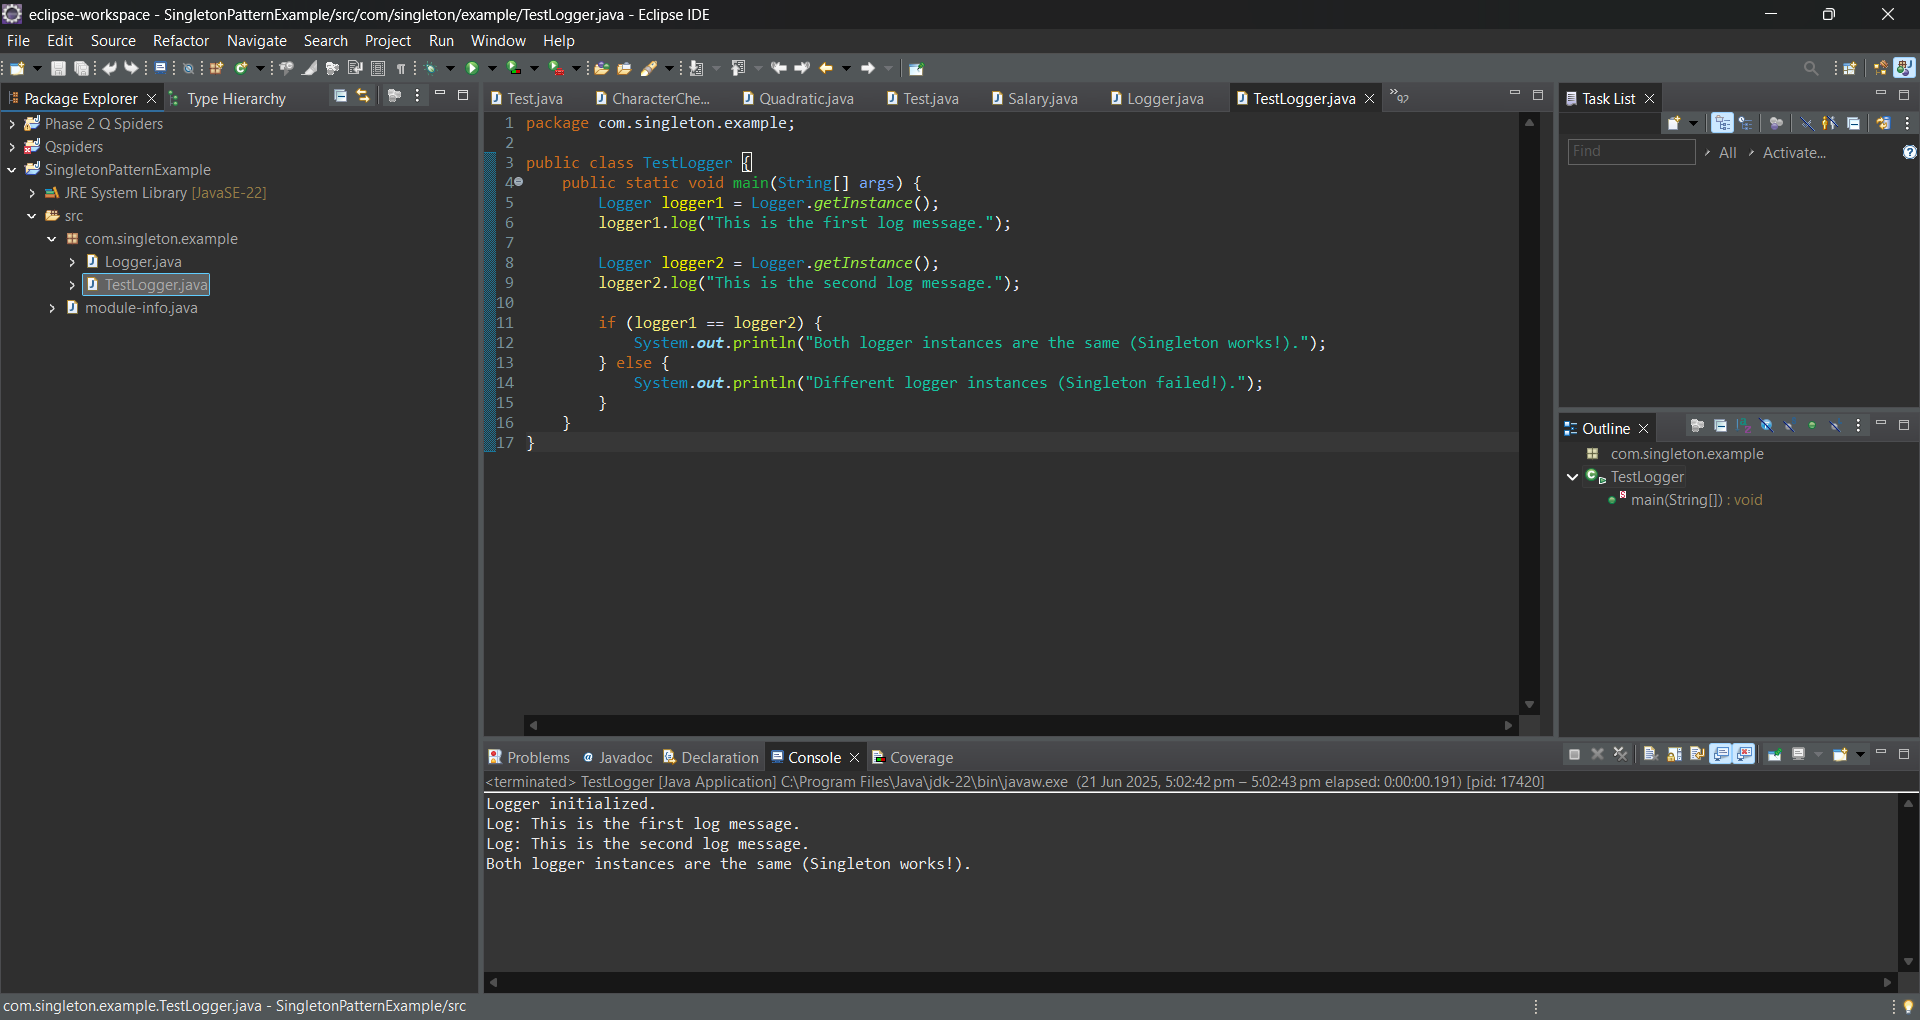 eclipse-workspace - SingletonPatternExample/src/com/singleton/example/TestLogger.java - Eclipse IDE
File Edit Source Refactor Navigate Search Project Run Window Help
Package Explorer
Type Hierarchy
Phase 2 Q Spiders
Qspiders
SingletonPatternExample
JRE System Library [JavaSE-22]
src
com.singleton.example
Logger.java
TestLogger.java
module-info.java
Test.java
CharacterChe...
Quadratic.java
Test.java
Salary.java
Logger.java
TestLogger.java
»92
1 package com.singleton.example;
2
3 public class TestLogger {
4 public static void main(String[] args) {
5 Logger logger1 = Logger.getInstance();
6 logger1.log("This is the first log message.");
7
8 Logger logger2 = Logger.getInstance();
9 logger2.log("This is the second log message.");
10
11 if (logger1 == logger2) {
12 System.out.println("Both logger instances are the same (Singleton works!).");
13 } else {
14 System.out.println("Different logger instances (Singleton failed!).");
15 }
16 }
17 }
Task List
Find
All
Activate...
Outline
com.singleton.example
TestLogger
main(String[]) : void
Problems
Javadoc
Declaration
Console
Coverage
<terminated> TestLogger [Java Application] C:\Program Files\Java\jdk-22\bin\javaw.exe (21 Jun 2025, 5:02:42 pm – 5:02:43 pm elapsed: 0:00:00.191) [pid: 17420]
Logger initialized.
Log: This is the first log message.
Log: This is the second log message.
Both logger instances are the same (Singleton works!).
com.singleton.example.TestLogger.java - SingletonPatternExample/src